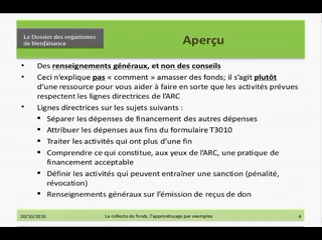 Le Dossier des organismes
de bienfaisance
Aperçu
• Des renseignements généraux, et non des conseils
• Ceci n'explique pas « comment » amasser des fonds; il s'agit plutôt
d'une ressource pour vous aider à faire en sorte que les activités prévues
respectent les lignes directrices de l'ARC
• Lignes directrices sur les sujets suivants :
• Séparer les dépenses de financement des autres dépenses
• Attribuer les dépenses aux fins du formulaire T3010
• Traiter les activités qui ont plus d'une fin
• Comprendre ce qui constitue, aux yeux de l'ARC, une pratique de
financement acceptable
• Définir les activités qui peuvent entraîner une sanction (pénalité,
révocation)
• Renseignements généraux sur l'émission de reçus de don
20/10/2010
La collecte de fonds, l'apprentissage par exemples
4